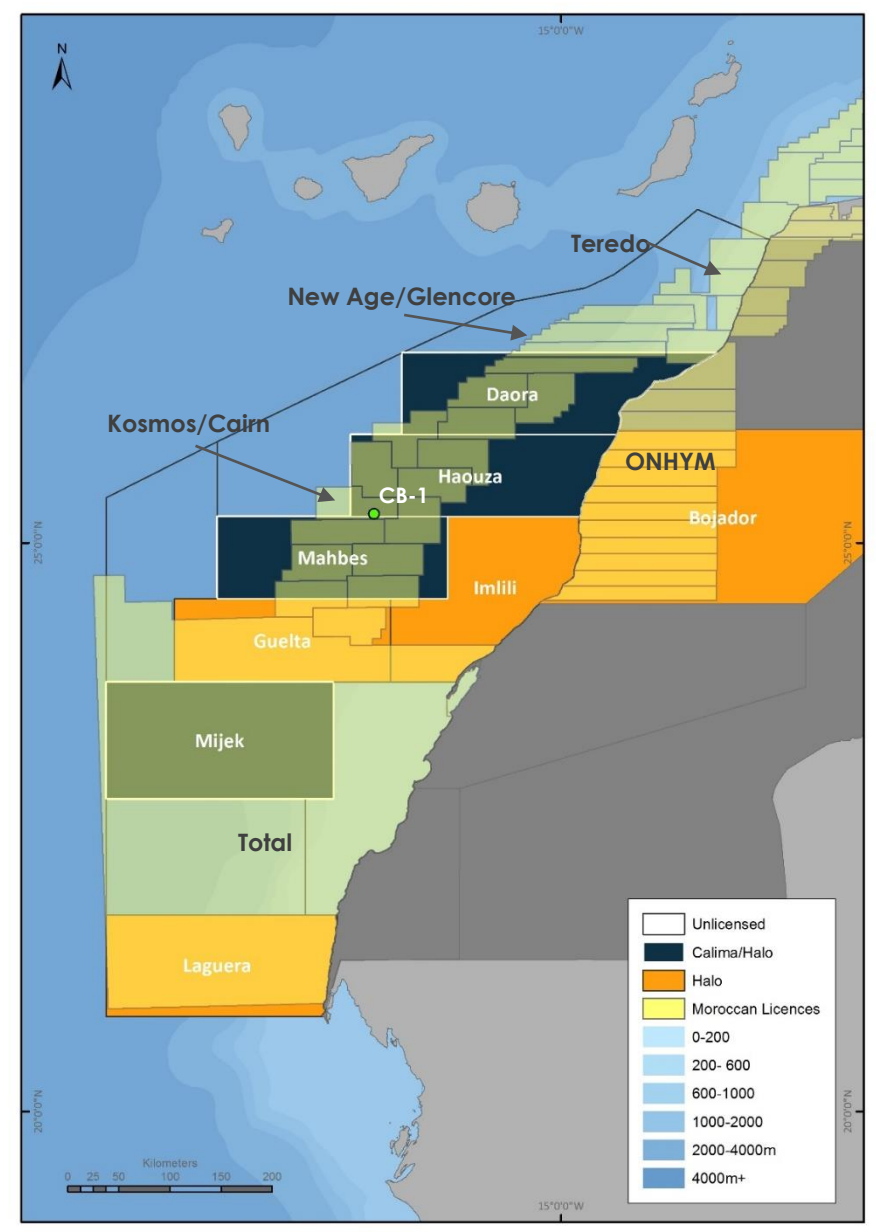 15°0'0"W
N
Teredo
New Age/Glencore
Daora
Kosmos/Cairn
ONHYM
Haouza
CB-1
Bojador
25°0'0"N
25°0'0"N
Mahbes
Imlili
Guelta
Mijek
Total
Laguera
Unlicensed
Calima/Halo
Halo
Moroccan Licences
0-200
200- 600
600-1000
1000-2000
2000-4000m
4000m+
20°0'0"N
20°0'0"N
Kilometers
0 25 50 100 150 200
15°0'0"W